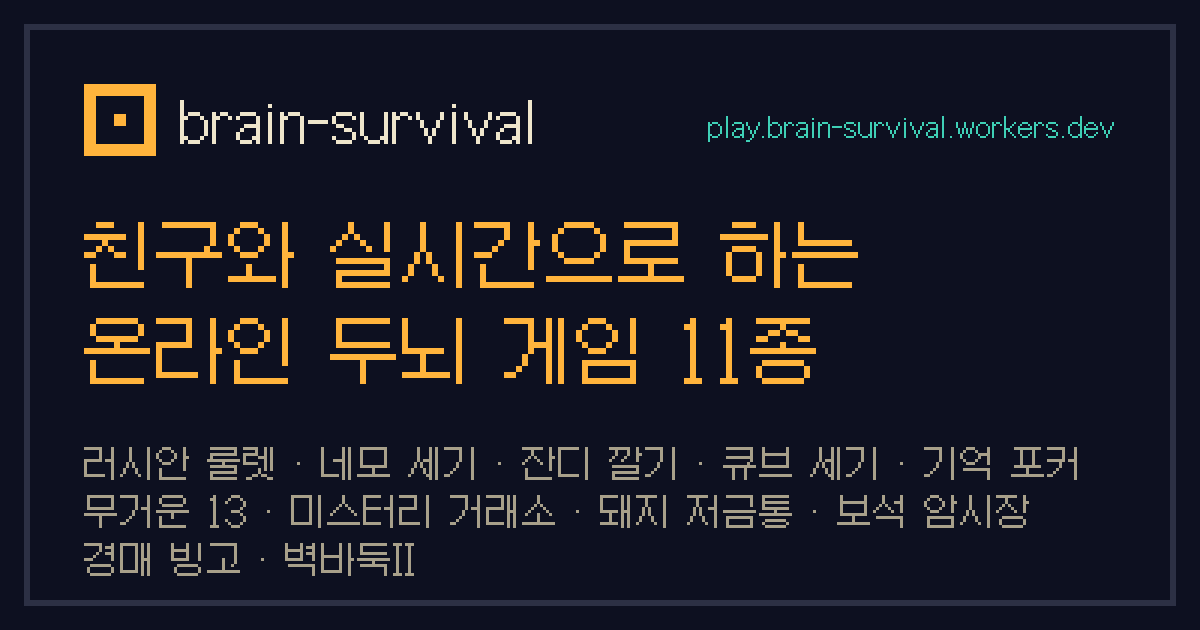 brain-survival
play.brain-survival.workers.dev
친구와 실시간으로 하는
온라인 두뇌 게임 11종
러시안 룰렛 · 네모 세기 · 잔디 깔기 · 큐브 세기 · 기억 포커
무거운 13 · 미스터리 거래소 · 돼지 저금통 · 보석 암시장
경매 빙고 · 벽바둑II